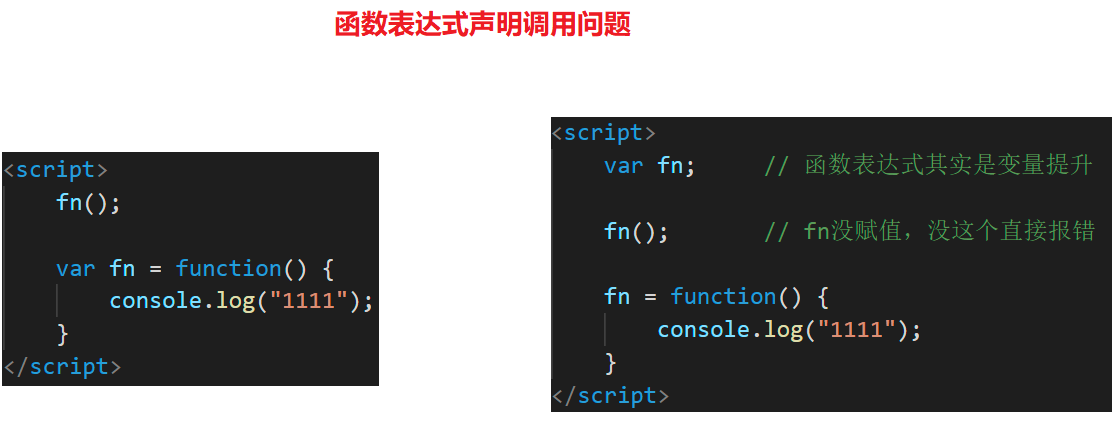 函数表达式声明调用问题
<script>
fn();
var fn = function() {
console.log("1111");
}
</script>
<script>
var fn; // 函数表达式其实是变量提升
fn(); // fn没赋值，没这个直接报错
fn = function() {
console.log("1111");
}
</script>